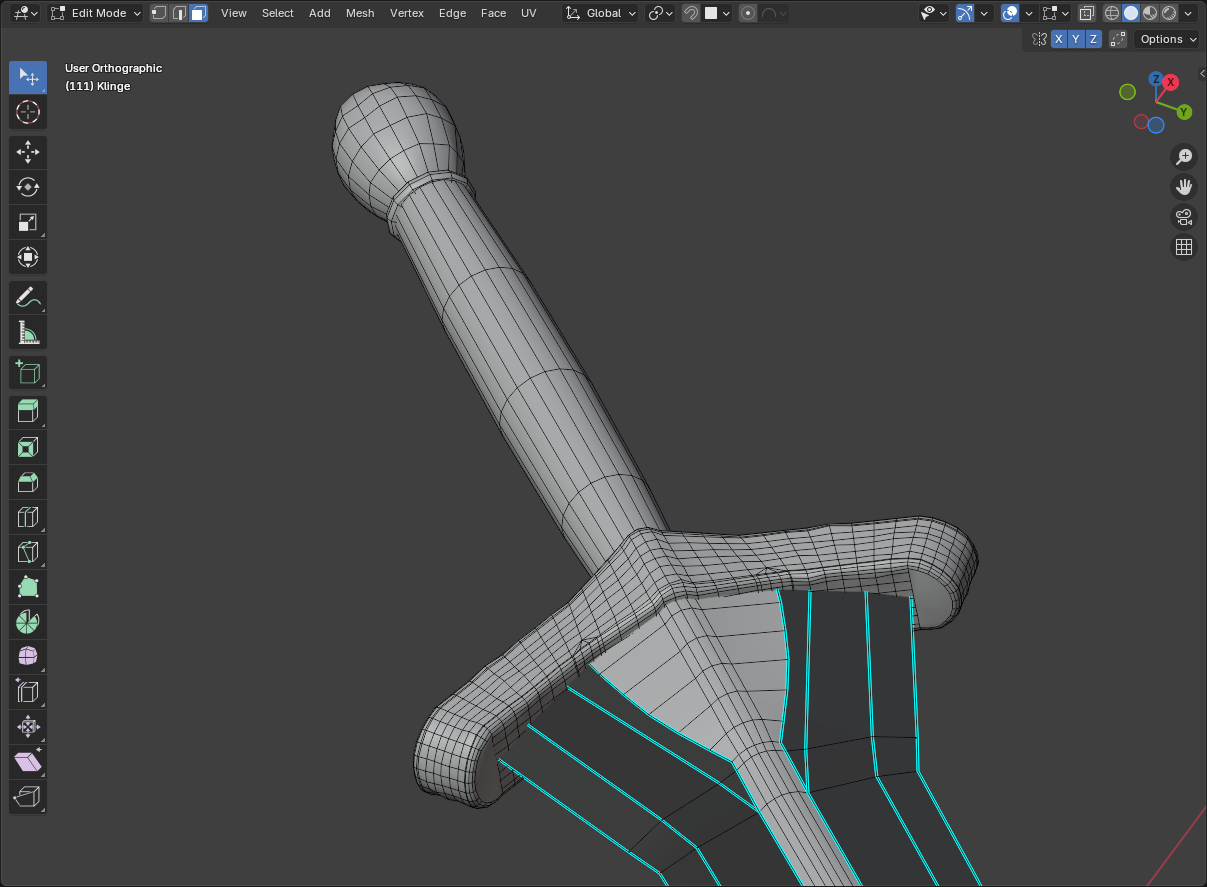 Edit Mode View Select Add Mesh Vertex Edge Face UV Global
X Y Z Options
User Orthographic
(111) Klinge
Z X
Y